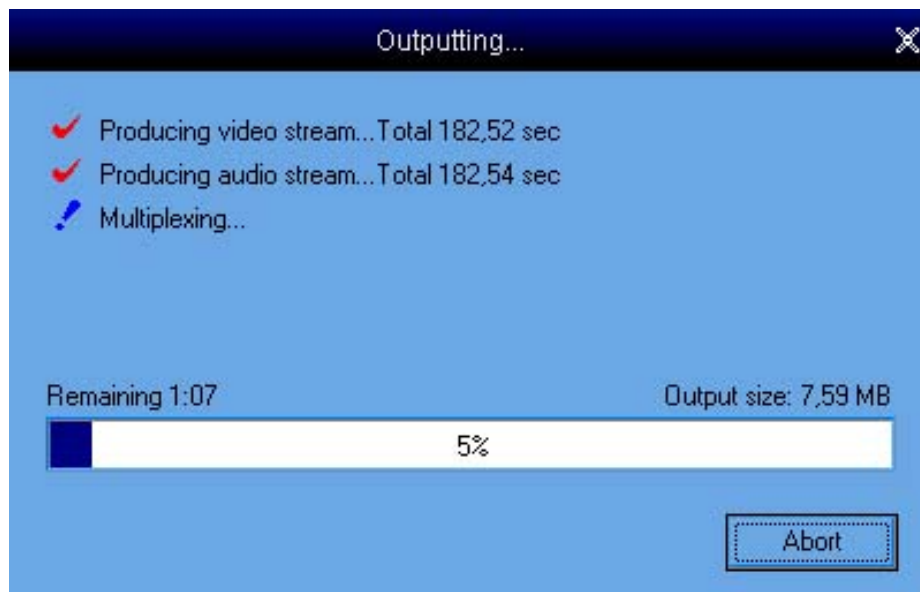 Outputting...
Producing video stream...Total 182,52 sec
Producing audio stream...Total 182,54 sec
Multiplexing...
Remaining 1:07
Output size: 7,59 MB
5%
Abort